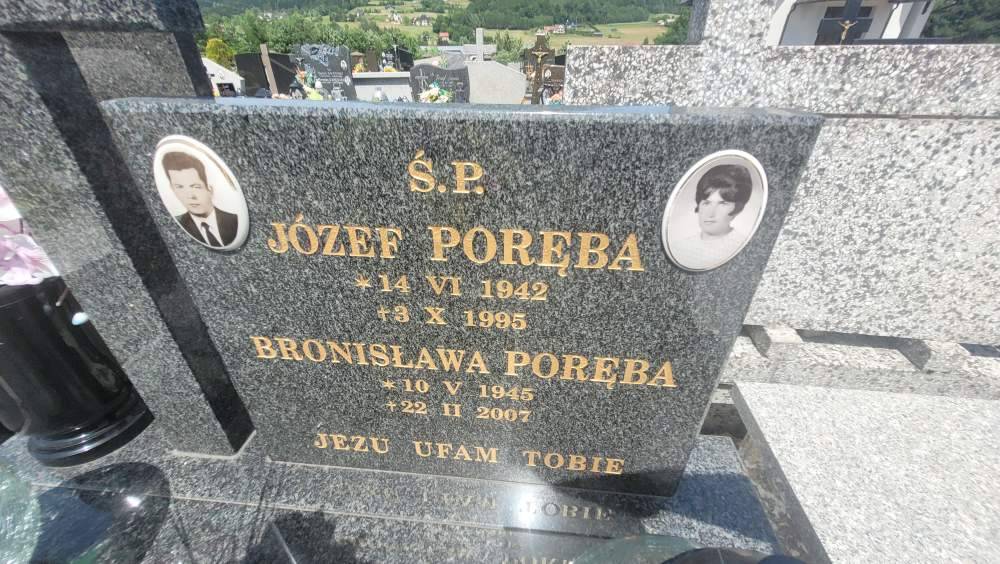 Ś.P.
JÓZEF PORĘBA
*14 VI 1942
+3 X 1995
BRONISŁAWA PORĘBA
*10 V 1945
+22 II 2007
JEZU UFAM TOBIE